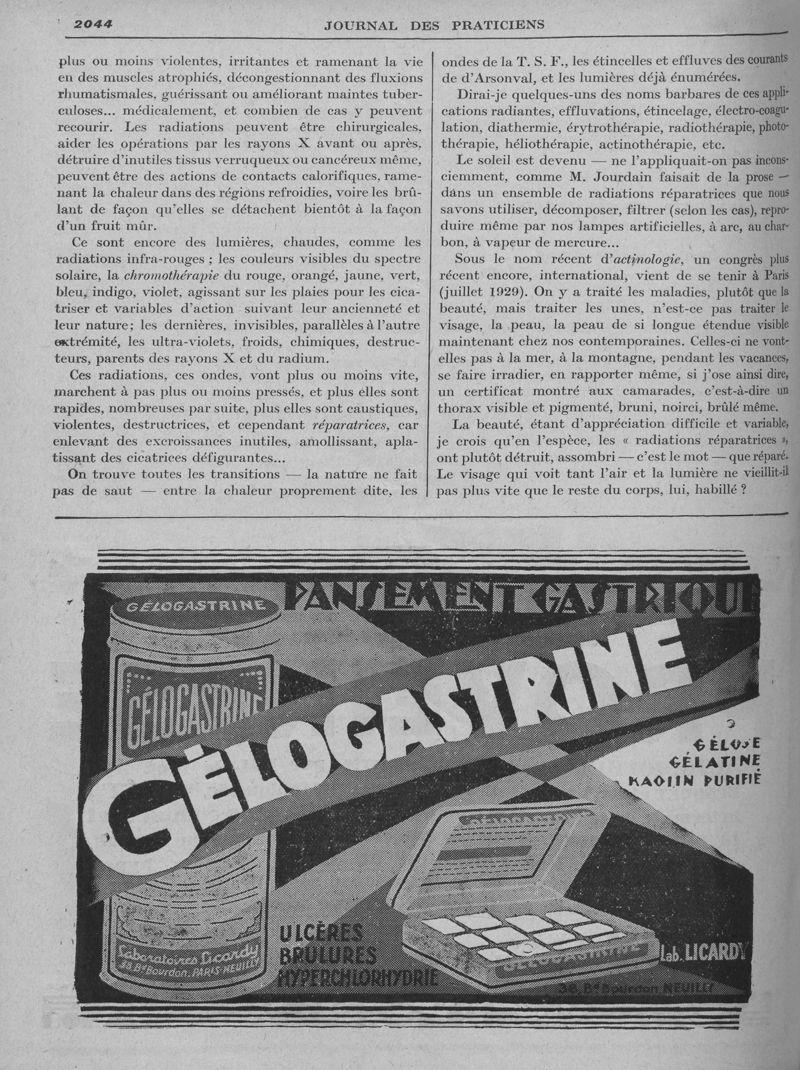 2044
JOURNAL DES PRATICIENS
plus ou moins violentes, irritantes et ramenant la vie
en des muscles atrophiés, décongestionnant des fluxions
rhumatismales, guérissant ou améliorant maintes tuber-
culoses... médicalement, et combien de cas y peuvent
recourir. Les radiations peuvent être chirurgicales,
aider les opérations par les rayons X avant ou après,
détruire d'inutiles tissus verruqueux ou cancéreux même,
peuvent être des actions de contacts calorifiques, rame-
nant la chaleur dans des régions refroidies, voire les brû-
lant de façon qu'elles se détachent bientôt à la façon
d'un fruit mûr.
Ce sont encore des lumières, chaudes, comme les
radiations infra-rouges ; les couleurs visibles du spectre
solaire, la chromothérapie du rouge, orangé, jaune, vert,
bleu, indigo, violet, agissant sur les plaies pour les cica-
triser et variables d'action suivant leur ancienneté et
leur nature; les dernières, invisibles, parallèles à l'autre
extrémité, les ultra-violets, froids, chimiques, destruc-
teurs, parents des rayons X et du radium.
Ces radiations, ces ondes, vont plus ou moins vite,
marchent à pas plus ou moins pressés, et plus elles sont
rapides, nombreuses par suite, plus elles sont caustiques,
violentes, destructrices, et cependant réparatrices, car
enlevant des excroissances inutiles, amollissant, apla-
tissant des cicatrices défigurantes...
On trouve toutes les transitions — la nature ne fait
pas de saut — entre la chaleur proprement dite, les
ondes de la T. S. F., les étincelles et effluves des courants
de d'Arsonval, et les lumières déjà énumérées.
Dirai-je quelques-uns des noms barbares de ces appli-
cations radiantes, effluvations, étincelage, électro-coagu-
lation, diathermie, érytrothérapie, radiothérapie, photo-
thérapie, héliothérapie, actinothérapie, etc.
Le soleil est devenu — ne l'appliquait-on pas incons-
ciemment, comme M. Jourdain faisait de la prose —
dans un ensemble de radiations réparatrices que nous
savons utiliser, décomposer, filtrer (selon les cas), repro-
duire même par nos lampes artificielles, à arc, au char-
bon, à vapeur de mercure...
Sous le nom récent d'actinologie, un congrès plus
récent encore, international, vient de se tenir à Paris
(juillet 1929). On y a traité les maladies, plutôt que la
beauté, mais traiter les unes, n'est-ce pas traiter le
visage, la peau, la peau de si longue étendue visible
maintenant chez nos contemporaines. Celles-ci ne vont-
elles pas à la mer, à la montagne, pendant les vacances,
se faire irradier, en rapporter même, si j'ose ainsi dire,
un certificat montré aux camarades, c'est-à-dire un
thorax visible et pigmenté, bruni, noirci, brûlé même.
La beauté, étant d'appréciation difficile et variable,
je crois qu'en l'espèce, les « radiations réparatrices »,
ont plutôt détruit, assombri — c'est le mot — que réparé.
Le visage qui voit tant l'air et la lumière ne vieillit-il
pas plus vite que le reste du corps, lui, habillé ?
PANSEMENT GASTRIQUE
GÉLOGASTRINE
GÉLOGASTRINE
GÉLOGASTRINE
GÉLOSE
GÉLATINE
KAOLIN PURIFIÉ
GÉLOGASTRINE
GÉLOGASTRINE
Laboratoires Licardy
38 Bd Bourdon. PARIS-NEUILLY
ULCÈRES
BRÛLURES
HYPERCHLORHYDRIE
Lab. LICARDY
38, Bd Bourdon NEUILLY